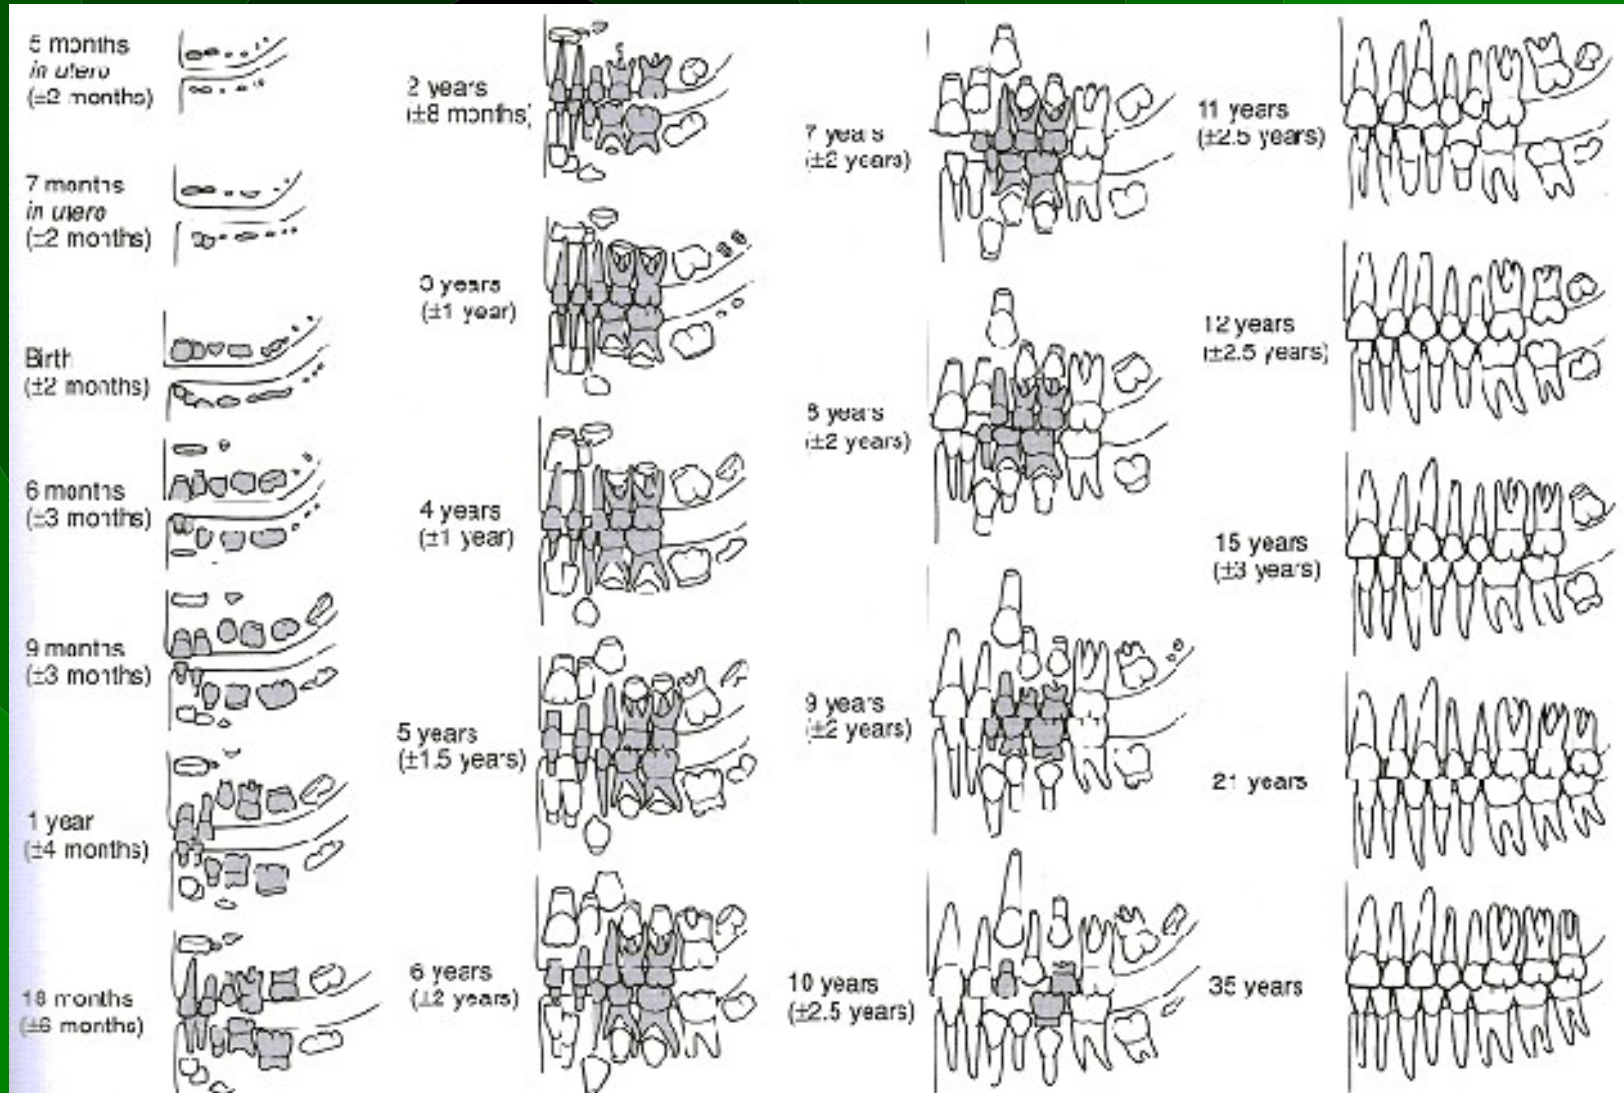 5 months
in utero
(±2 months)
7 months
in utero
(±2 months)
Birth
(±2 months)
6 months
(±3 months)
9 months
(±3 months)
1 year
(±4 months)
18 months
(±6 months)
2 years
(±8 months)
3 years
(±1 year)
4 years
(±1 year)
5 years
(±1.5 years)
6 years
(±2 years)
7 years
(±2 years)
8 years
(±2 years)
9 years
(±2 years)
10 years
(±2.5 years)
11 years
(±2.5 years)
12 years
(±2.5 years)
15 years
(±3 years)
21 years
35 years